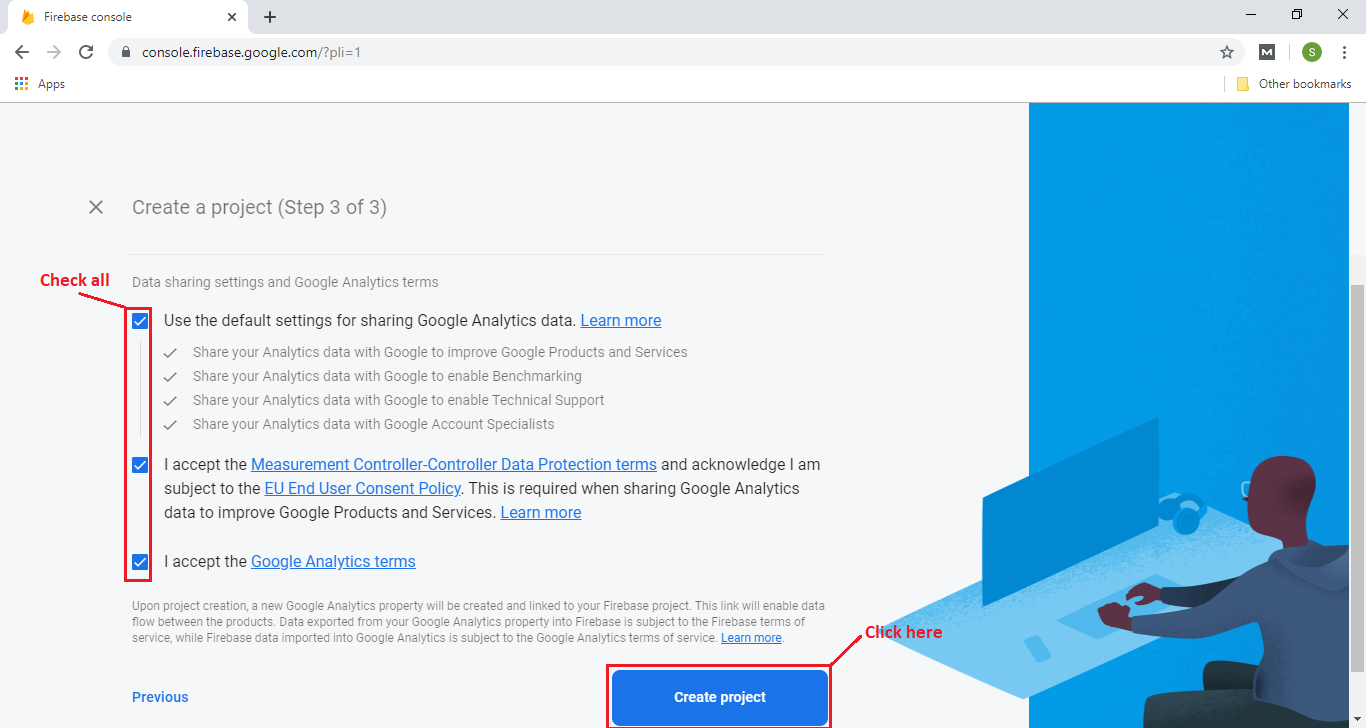 Firebase console
console.firebase.google.com/?pli=1
M
S
Apps
Other bookmarks
Create a project (Step 3 of 3)
Check all
Data sharing settings and Google Analytics terms
Use the default settings for sharing Google Analytics data. Learn more
Share your Analytics data with Google to improve Google Products and Services
Share your Analytics data with Google to enable Benchmarking
Share your Analytics data with Google to enable Technical Support
Share your Analytics data with Google Account Specialists
I accept the Measurement Controller-Controller Data Protection terms and acknowledge I am
subject to the EU End User Consent Policy. This is required when sharing Google Analytics
data to improve Google Products and Services. Learn more
I accept the Google Analytics terms
Upon project creation, a new Google Analytics property will be created and linked to your Firebase project. This link will enable data
flow between the products. Data exported from your Google Analytics property into Firebase is subject to the Firebase terms of
service, while Firebase data imported into Google Analytics is subject to the Google Analytics terms of service. Learn more.
Click here
Previous
Create project